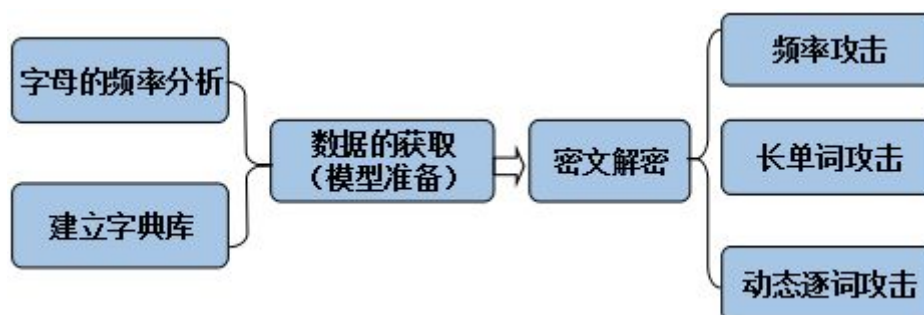 字母的频率分析
建立字典库
数据的获取
（模型准备）
密文解密
频率攻击
长单词攻击
动态逐词攻击